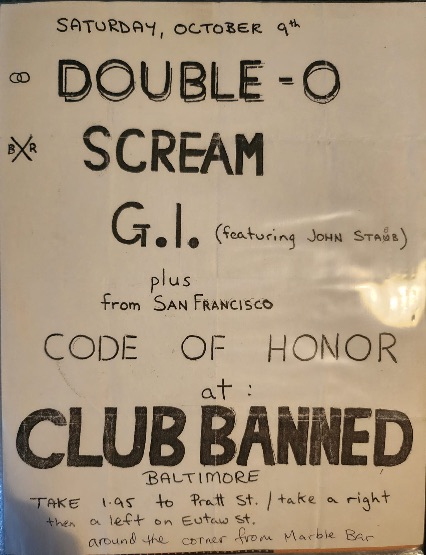 SATURDAY, OCTOBER 9th
DOUBLE-O
B R SCREAM
G.I. (featuring JOHN STABB)
plus
from SAN FRANCISCO
CODE OF HONOR
at:
CLUB BANNED
BALTIMORE
TAKE I-95 to Pratt St. / take a right
then a left on Eutaw St.
around the corner from Marble Bar